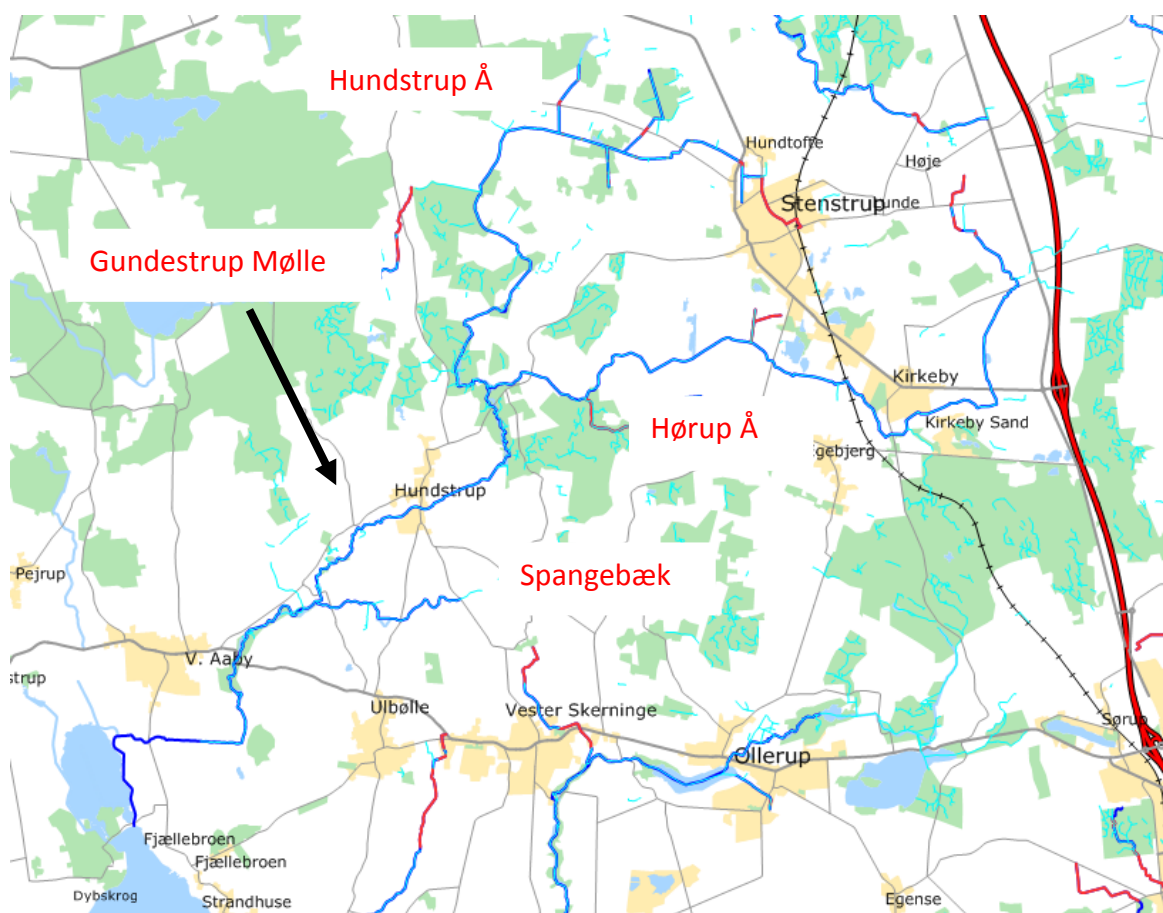 Hundstrup Å
Hundtofte
Høje
Stenstrup
unde
Gundestrup Mølle
Kirkeby
Kirkeby Sand
Hørup Å
gebjerg
Hundstrup
Spangebæk
Pejrup
V. Aaby
strup
Ulbølle
Vester Skerninge
Sørup
Ollerup
Fjællebroen
Fjællebroen
Dybskrog
Strandhuse
Egense